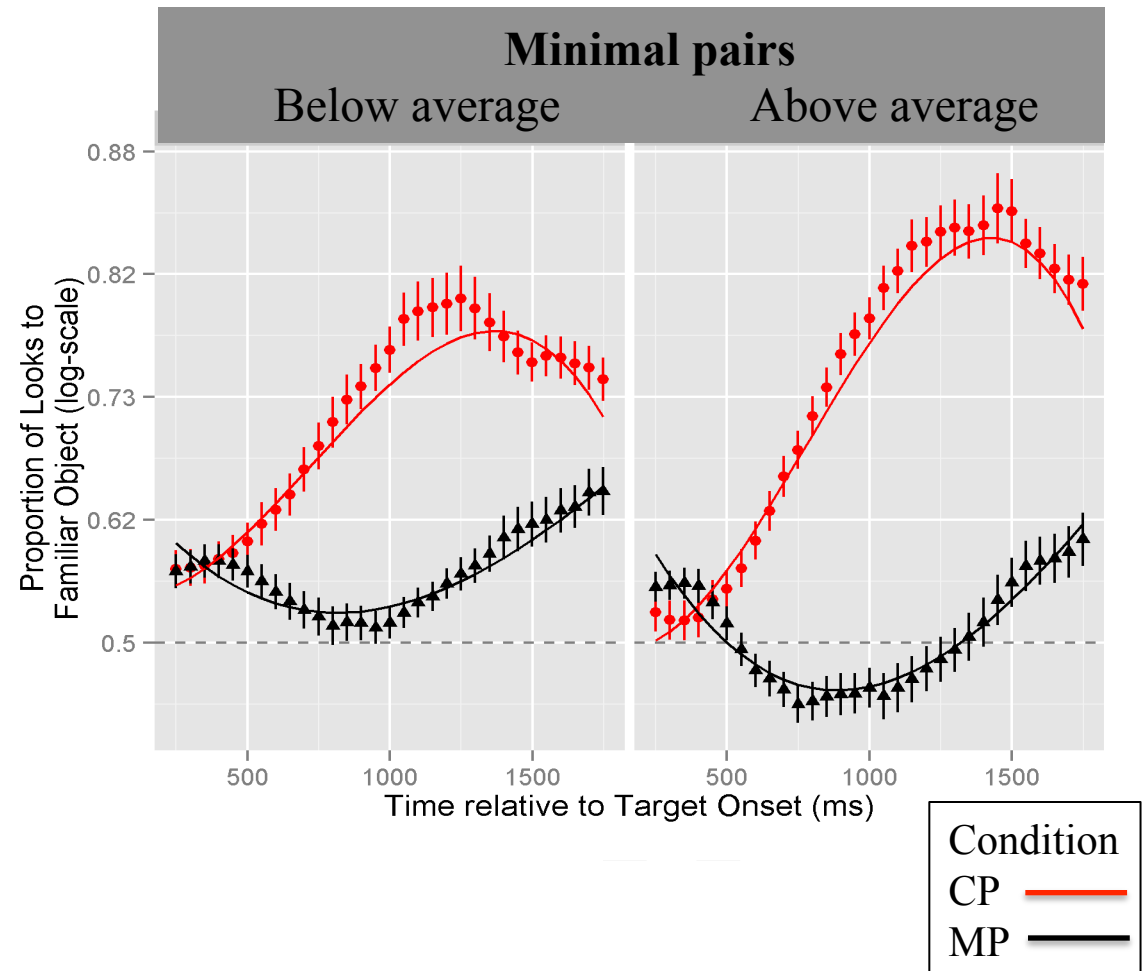 Minimal pairs
Below average Above average
Proportion of Looks to
Familiar Object (log-scale)
0.88
0.82
0.73
0.62
0.5
500 1000 1500 500 1000 1500
Time relative to Target Onset (ms)
Condition
CP
MP